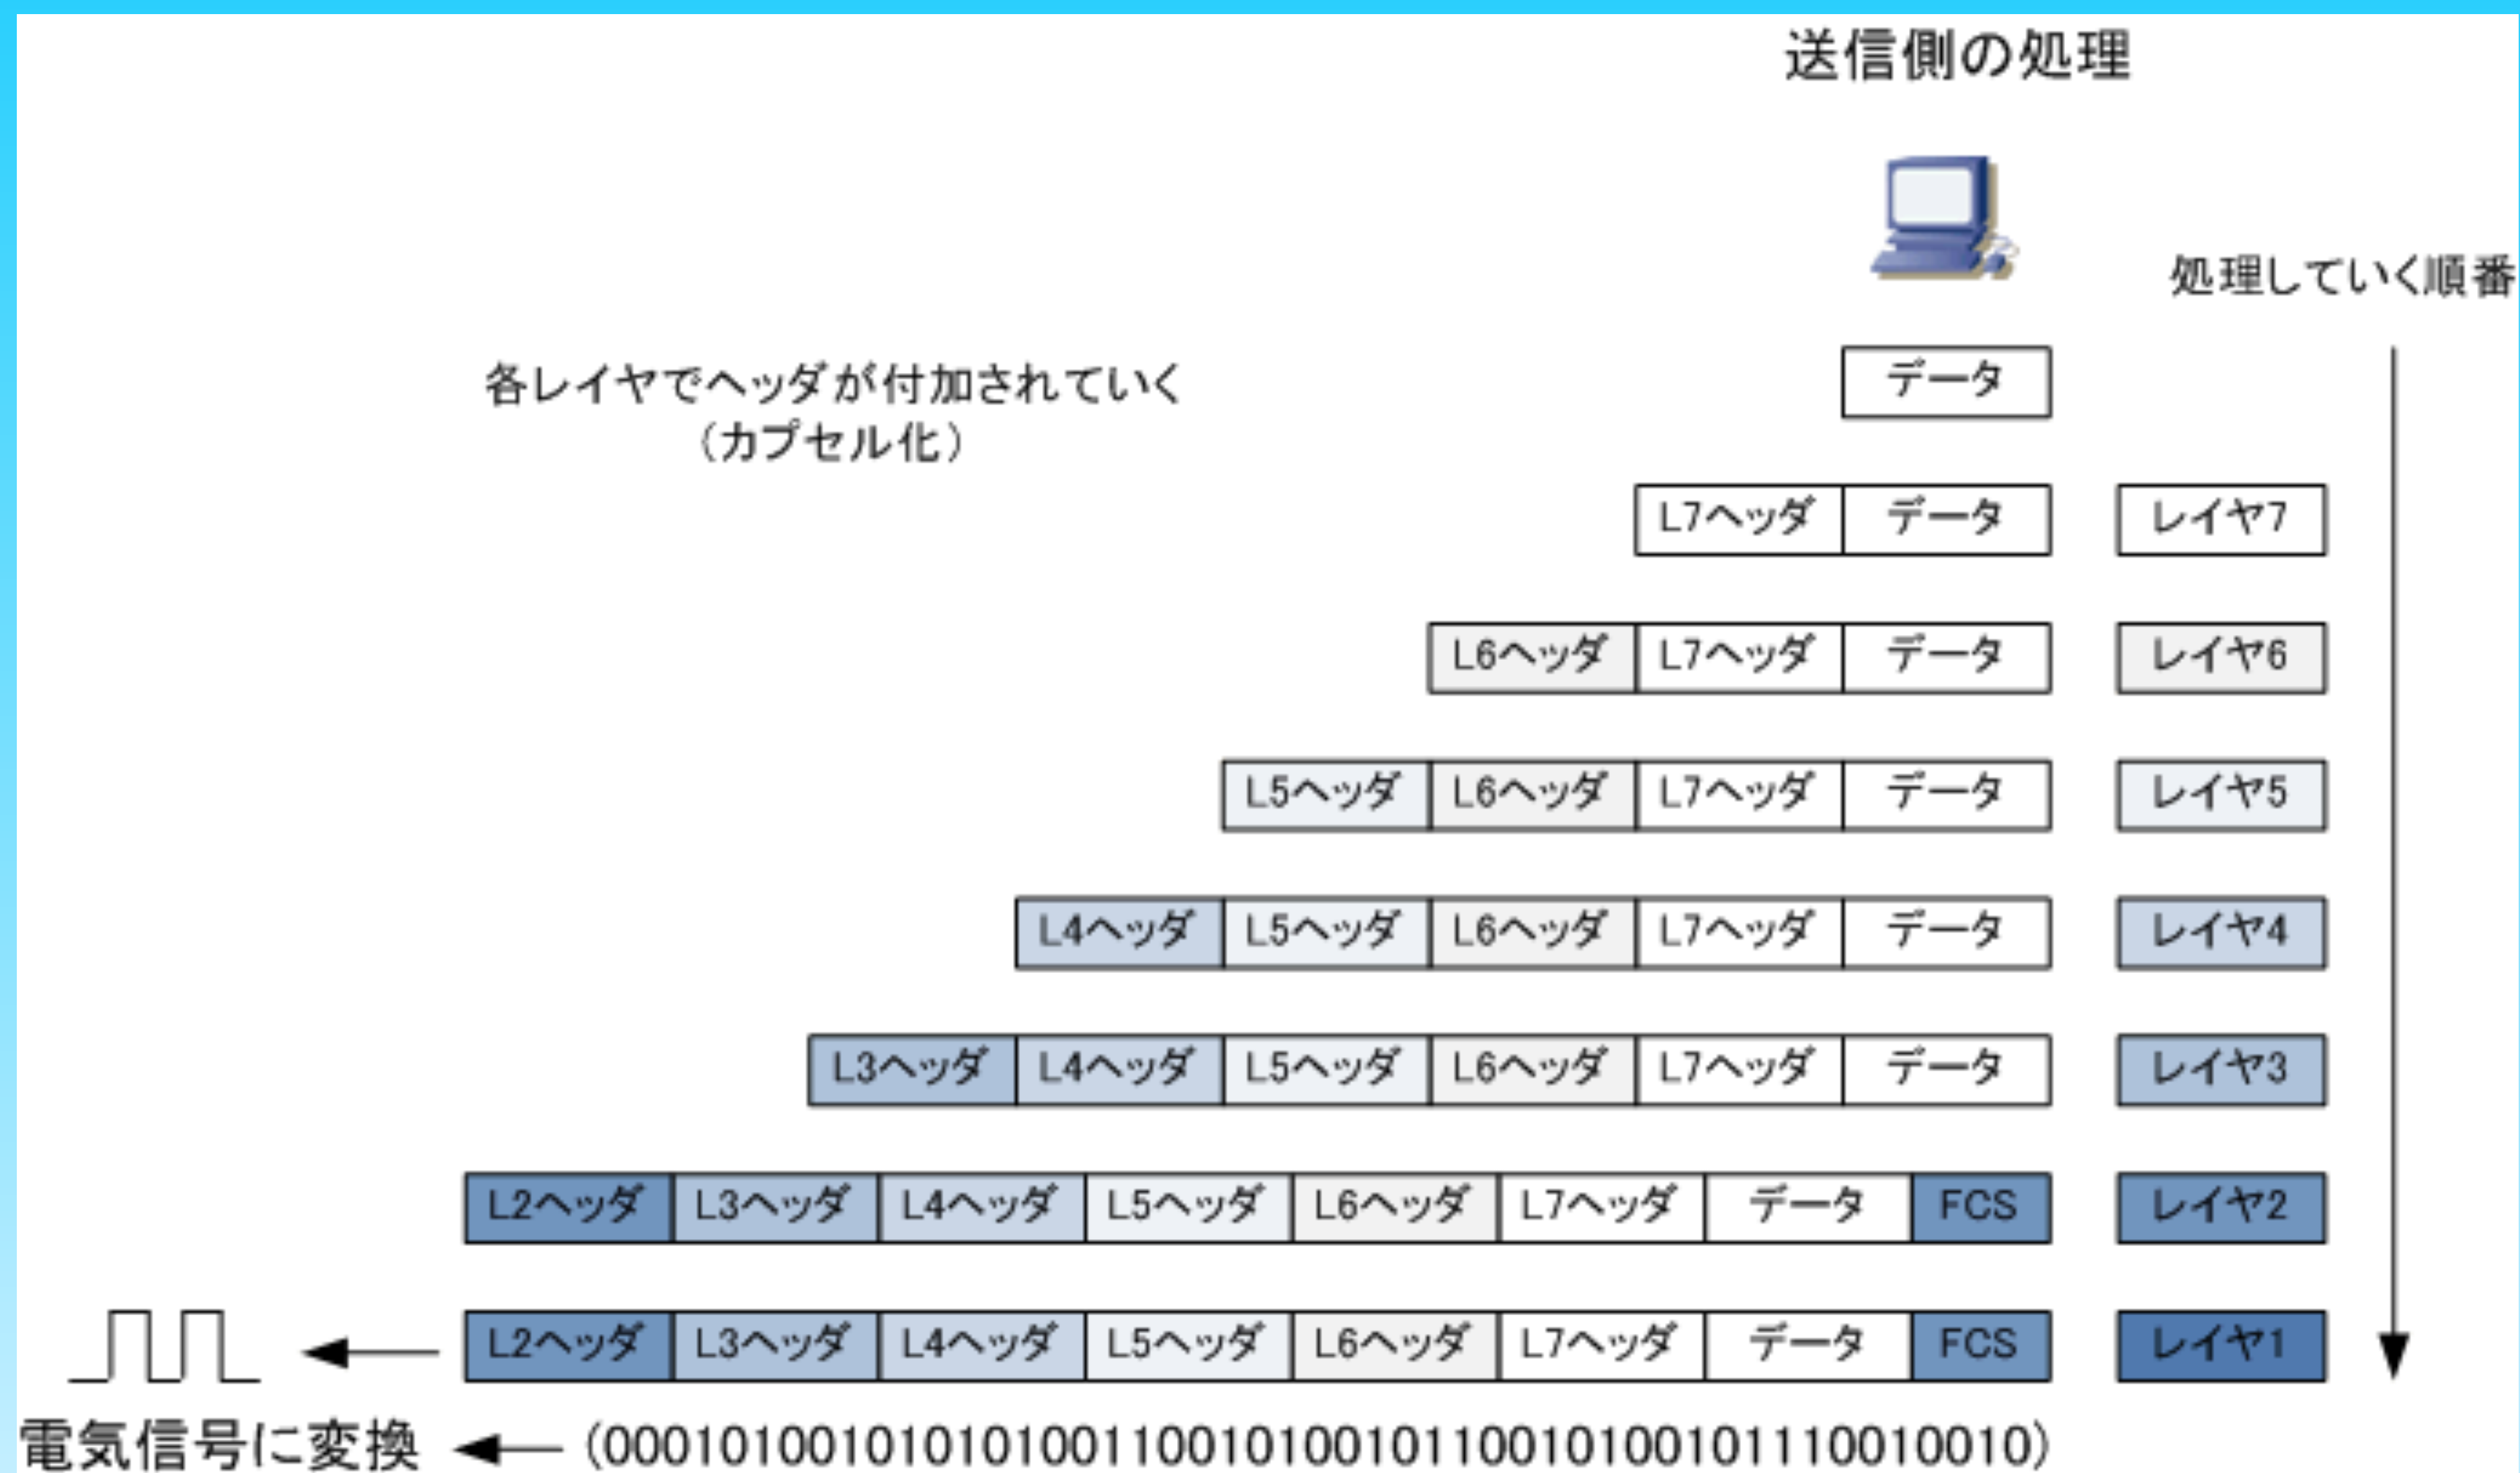 送信側の処理
処理していく順番
各レイヤでヘッダが付加されていく
（カプセル化）
データ
L7ヘッダ データ レイヤ7
L6ヘッダ L7ヘッダ データ レイヤ6
L5ヘッダ L6ヘッダ L7ヘッダ データ レイヤ5
L4ヘッダ L5ヘッダ L6ヘッダ L7ヘッダ データ レイヤ4
L3ヘッダ L4ヘッダ L5ヘッダ L6ヘッダ L7ヘッダ データ レイヤ3
L2ヘッダ L3ヘッダ L4ヘッダ L5ヘッダ L6ヘッダ L7ヘッダ データ FCS レイヤ2
L2ヘッダ L3ヘッダ L4ヘッダ L5ヘッダ L6ヘッダ L7ヘッダ データ FCS レイヤ1
電気信号に変換 (0001010010101010011001010010110010100101110010010)